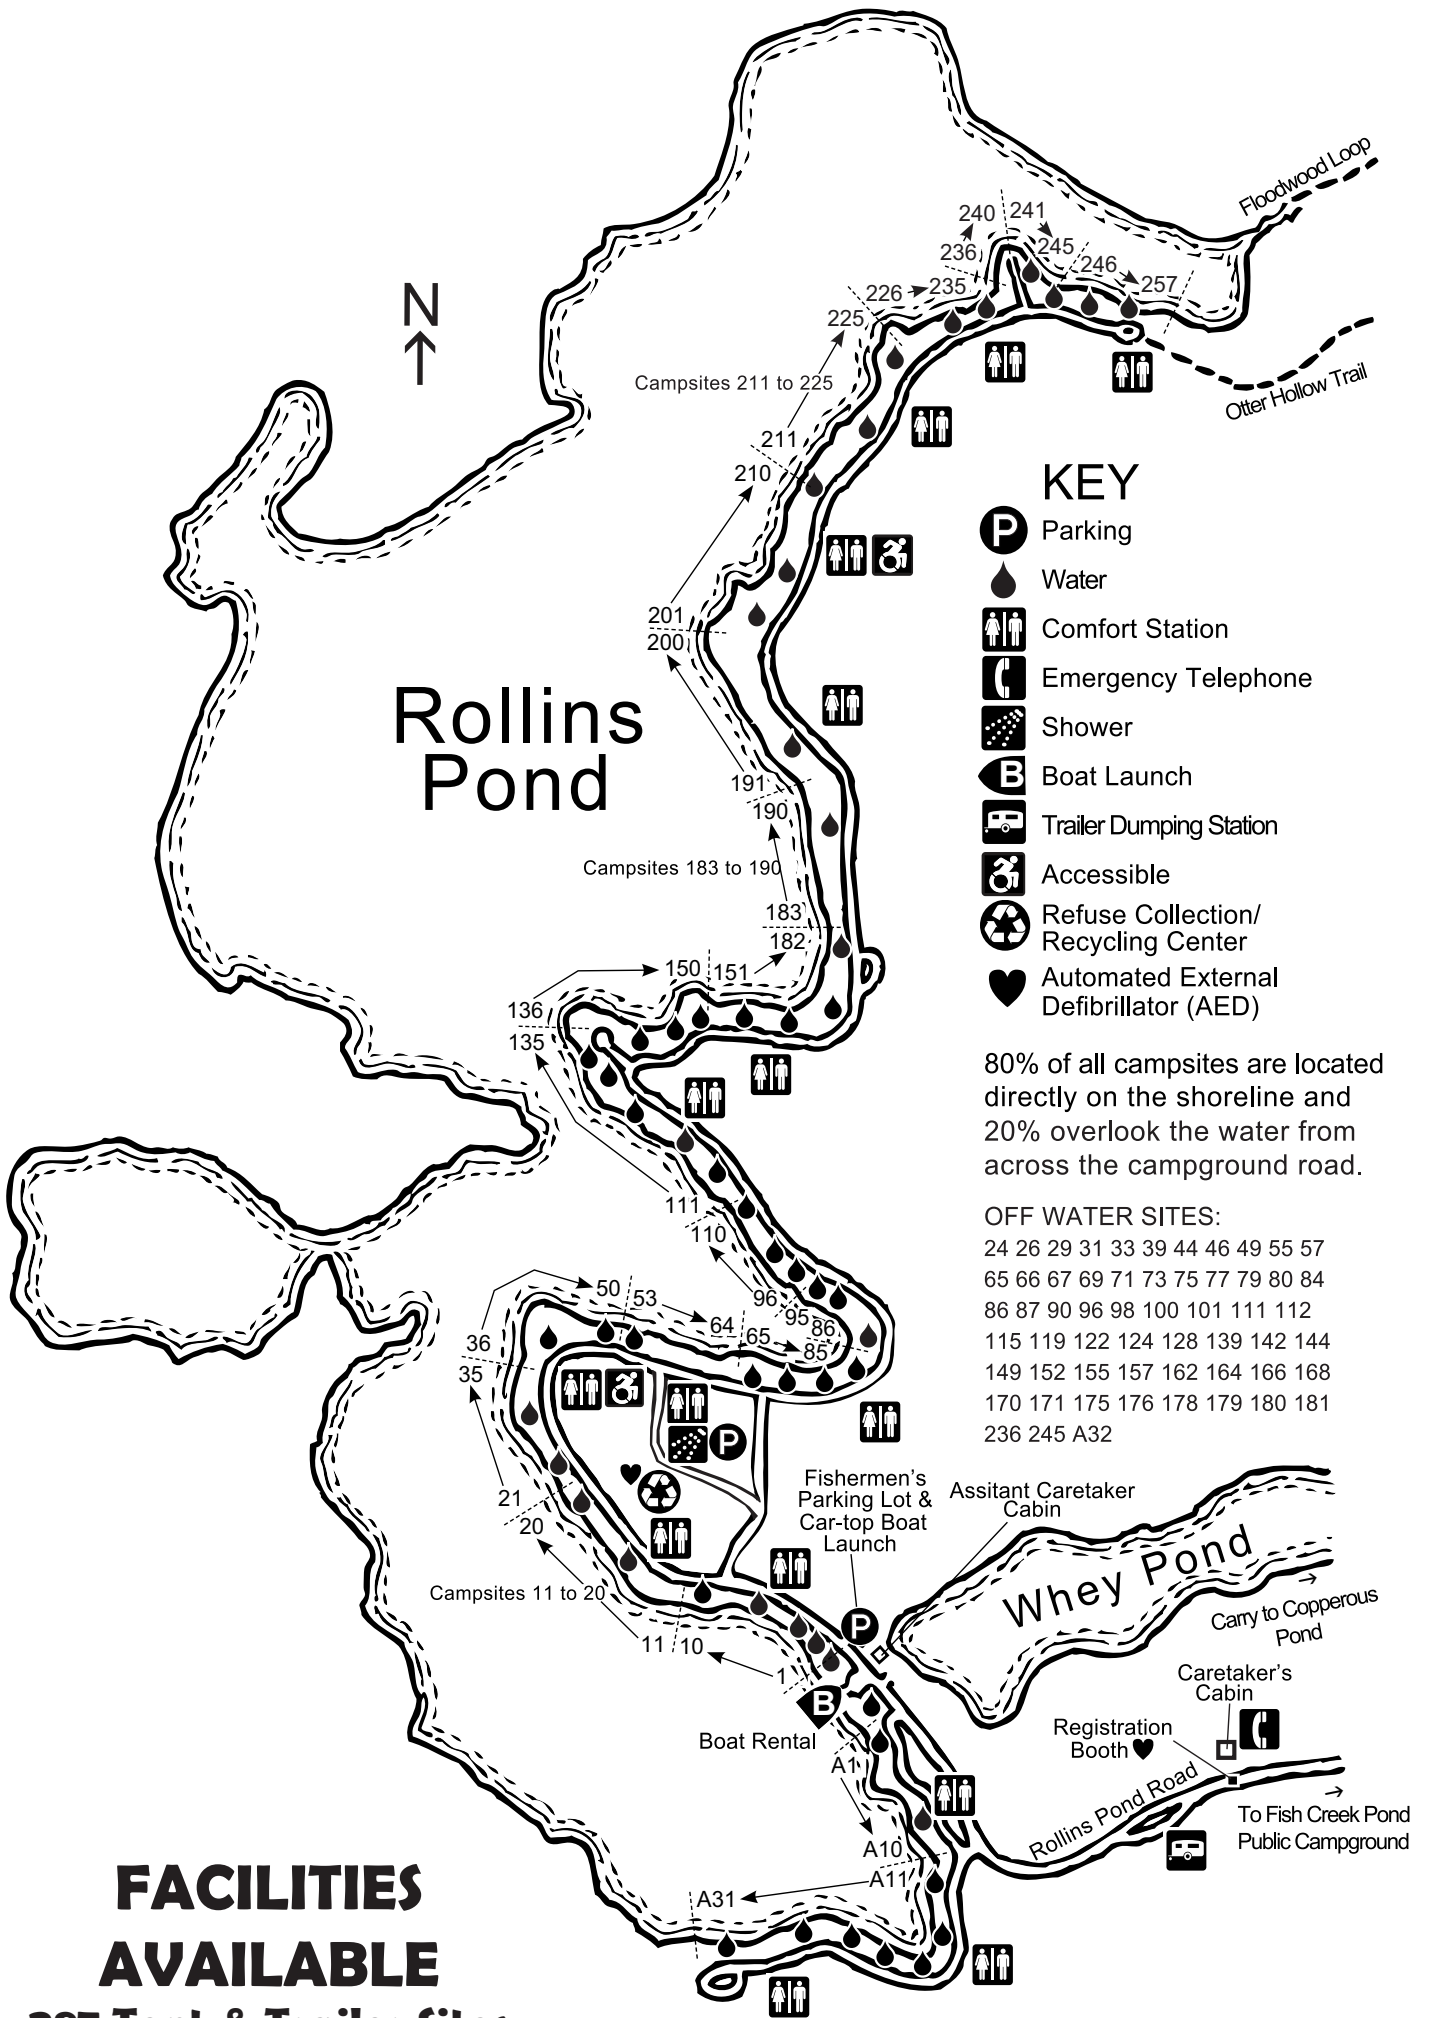 Floodwood Loop
240 241
236 245
246
257
226 235
225
N
Campsites 211 to 225
Otter Hollow Trail
211
210
KEY
P Parking
Water
Comfort Station
Emergency Telephone
Shower
B Boat Launch
Trailer Dumping Station
Accessible
Refuse Collection/
Recycling Center
Automated External
Defibrillator (AED)
201
200
Rollins
Pond
191
190
Campsites 183 to 190
183
182
150 151
136
135
111
110
80% of all campsites are located
directly on the shoreline and
20% overlook the water from
across the campground road.
OFF WATER SITES:
24 26 29 31 33 39 44 46 49 55 57
65 66 67 69 71 73 75 77 79 80 84
86 87 90 96 98 100 101 111 112
115 119 122 124 128 139 142 144
149 152 155 157 162 164 166 168
170 171 175 176 178 179 180 181
236 245 A32
50 53
96
95 86
64 65 85
36
35
P
21
20
Fishermen's
Parking Lot &
Car-top Boat
Launch
Assitant Caretaker
Cabin
Whey Pond
Campsites 11 to 20
11 10
1
P
Carry to Copperous
Pond
B
Boat Rental
Caretaker's
Cabin
Registration
Booth
A1
Rollins Pond Road
To Fish Creek Pond
Public Campground
A10
A11
A31
FACILITIES
AVAILABLE